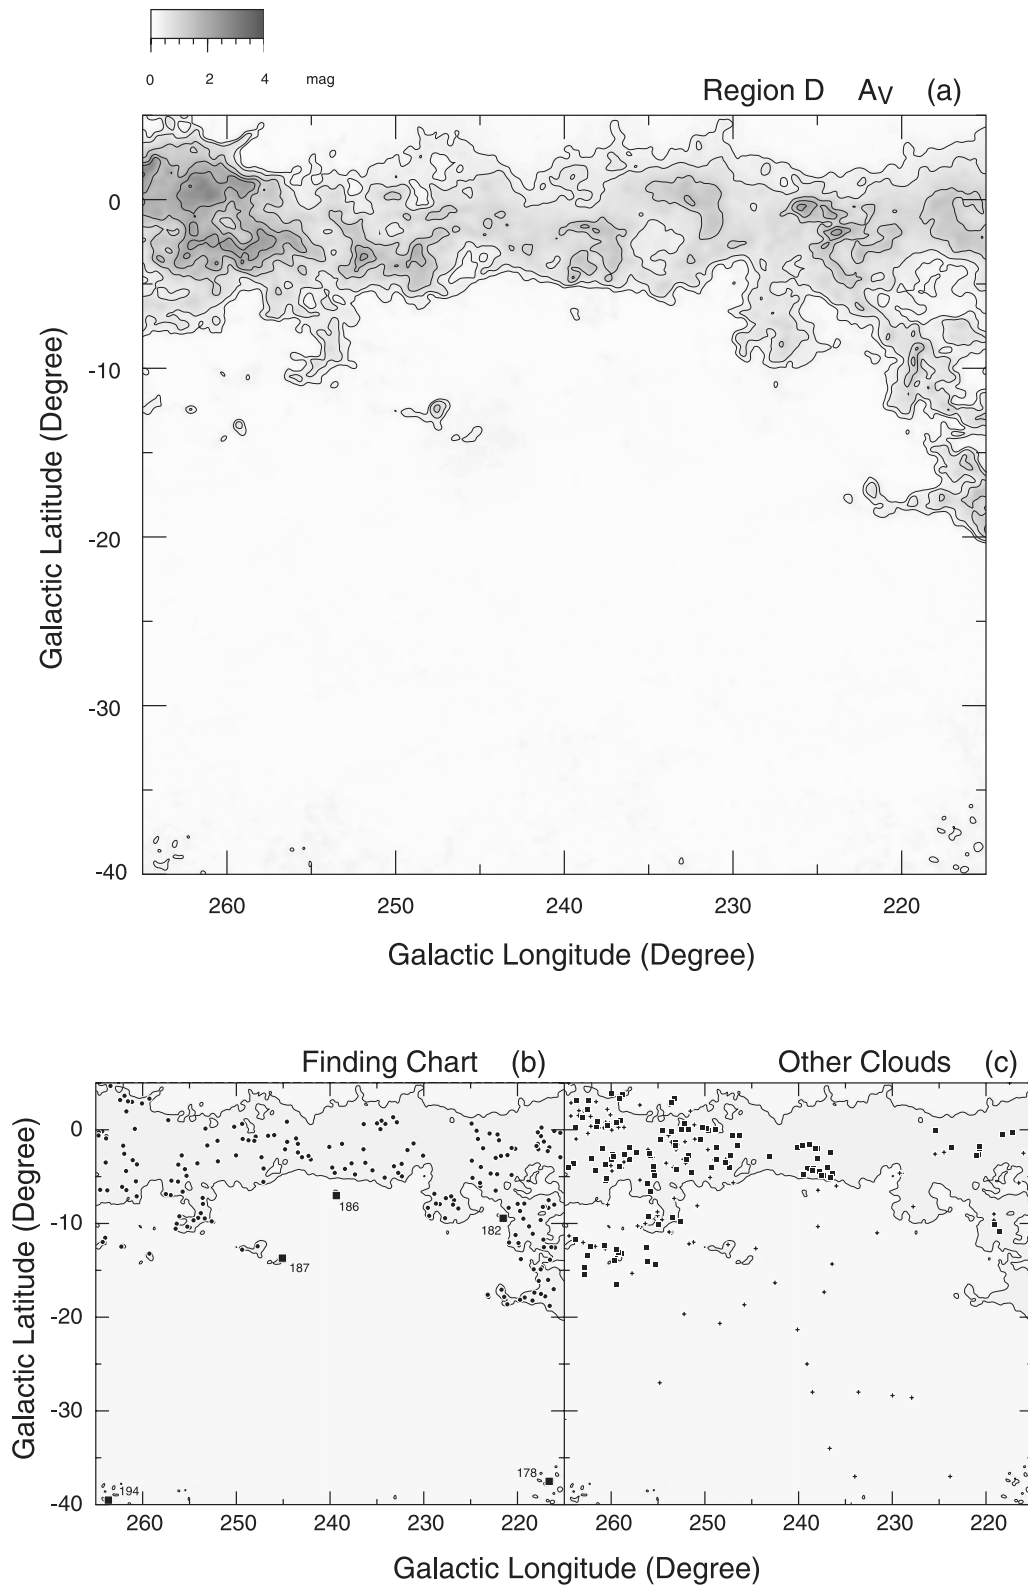 0 2 4 mag
Region D AV (a)
0
-10
-20
-30
-40
Galactic Latitude (Degree)
260 250 240 230 220
Galactic Longitude (Degree)
Finding Chart (b)
Other Clouds (c)
0
-10
-20
-30
-40
Galactic Latitude (Degree)
186
182
187
178
194
260 250 240 230 220 260 250 240 230 220
Galactic Longitude (Degree)